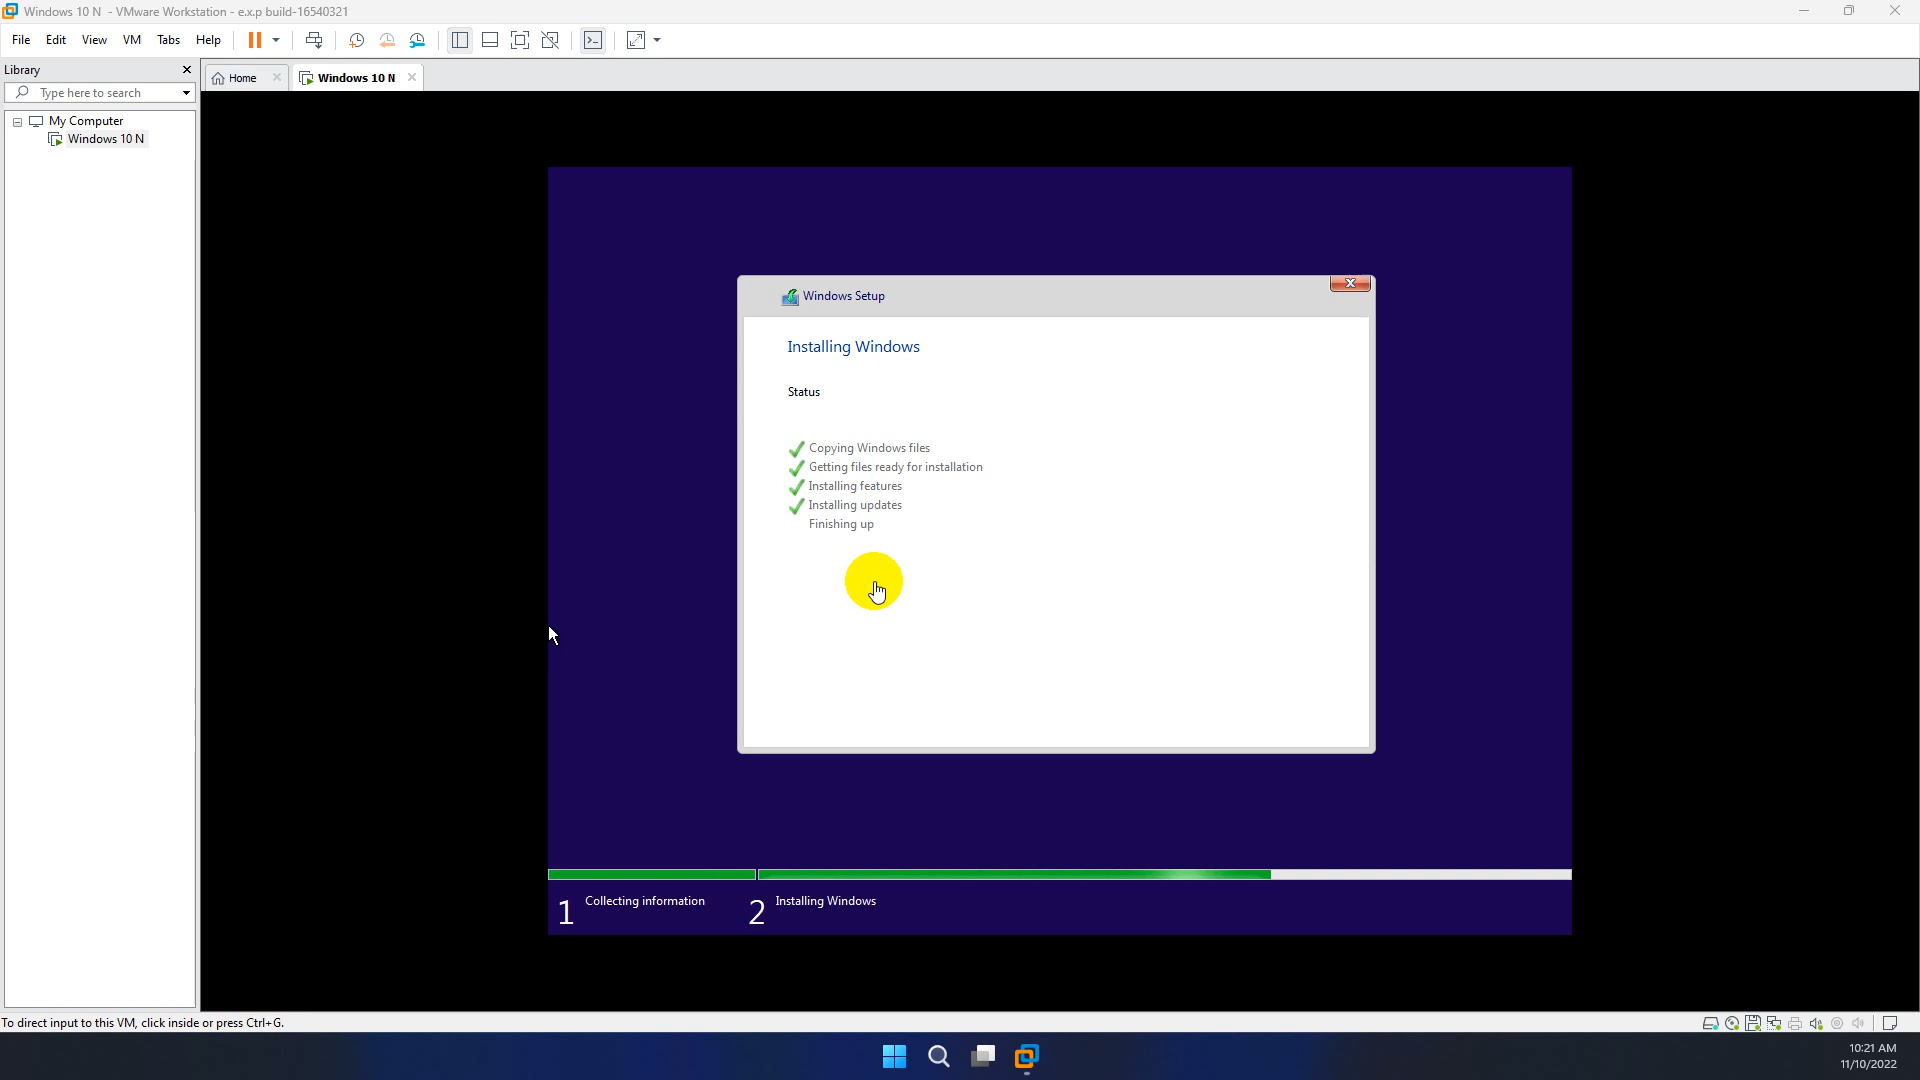 Windows 10 N - VMware Workstation - e.x.p build-16540321
File Edit View VM Tabs Help
Library
Home
Windows 10 N
Type here to search
My Computer
Windows 10 N
Windows Setup
Installing Windows
Status
Copying Windows files
Getting files ready for installation
Installing features
Installing updates
Finishing up
1 Collecting information
2 Installing Windows
To direct input to this VM, click inside or press Ctrl+G.
10:21 AM
11/10/2022